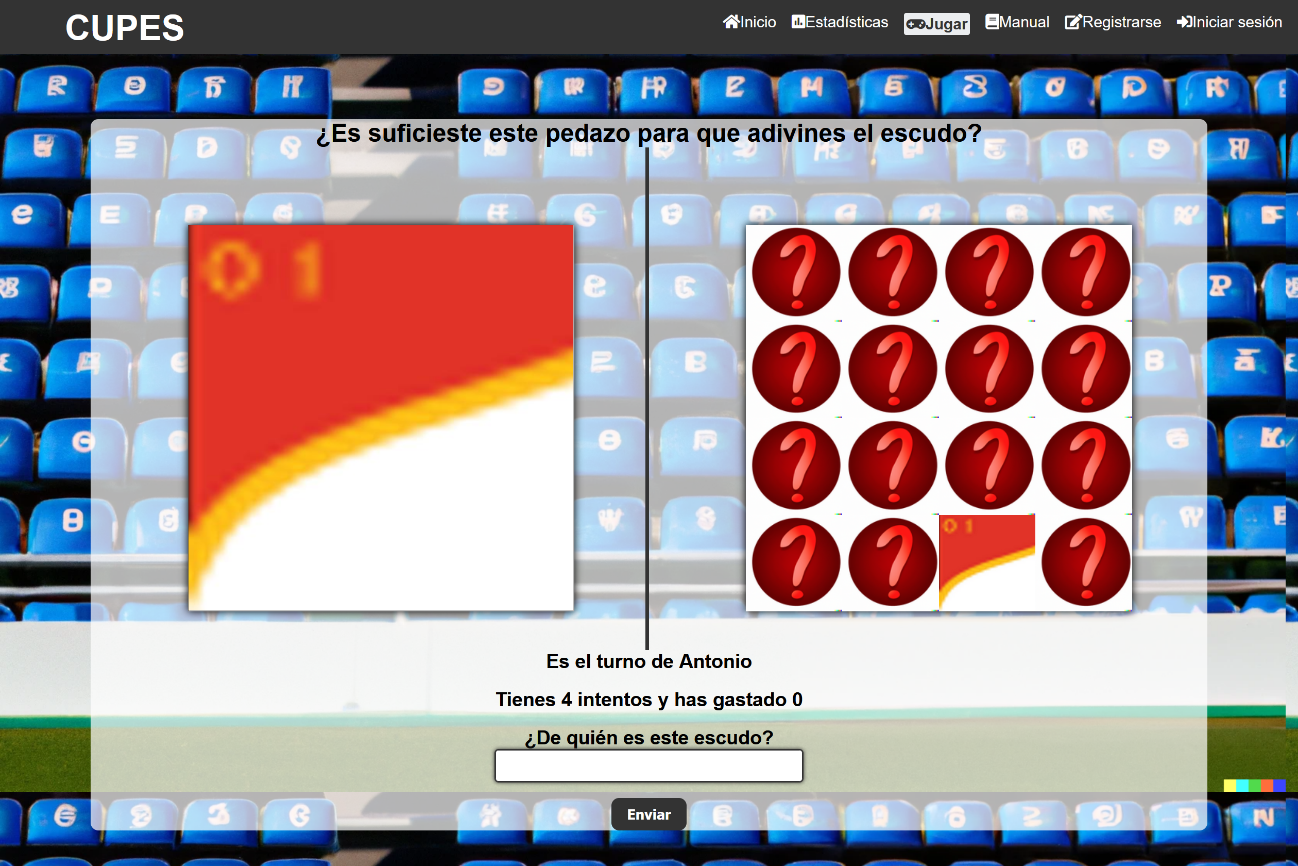 CUPES
Inicio Estadísticas Jugar Manual Registrarse Iniciar sesión
¿Es suficieste este pedazo para que adivines el escudo?
0 1
0 1
Es el turno de Antonio
Tienes 4 intentos y has gastado 0
¿De quién es este escudo?
Enviar